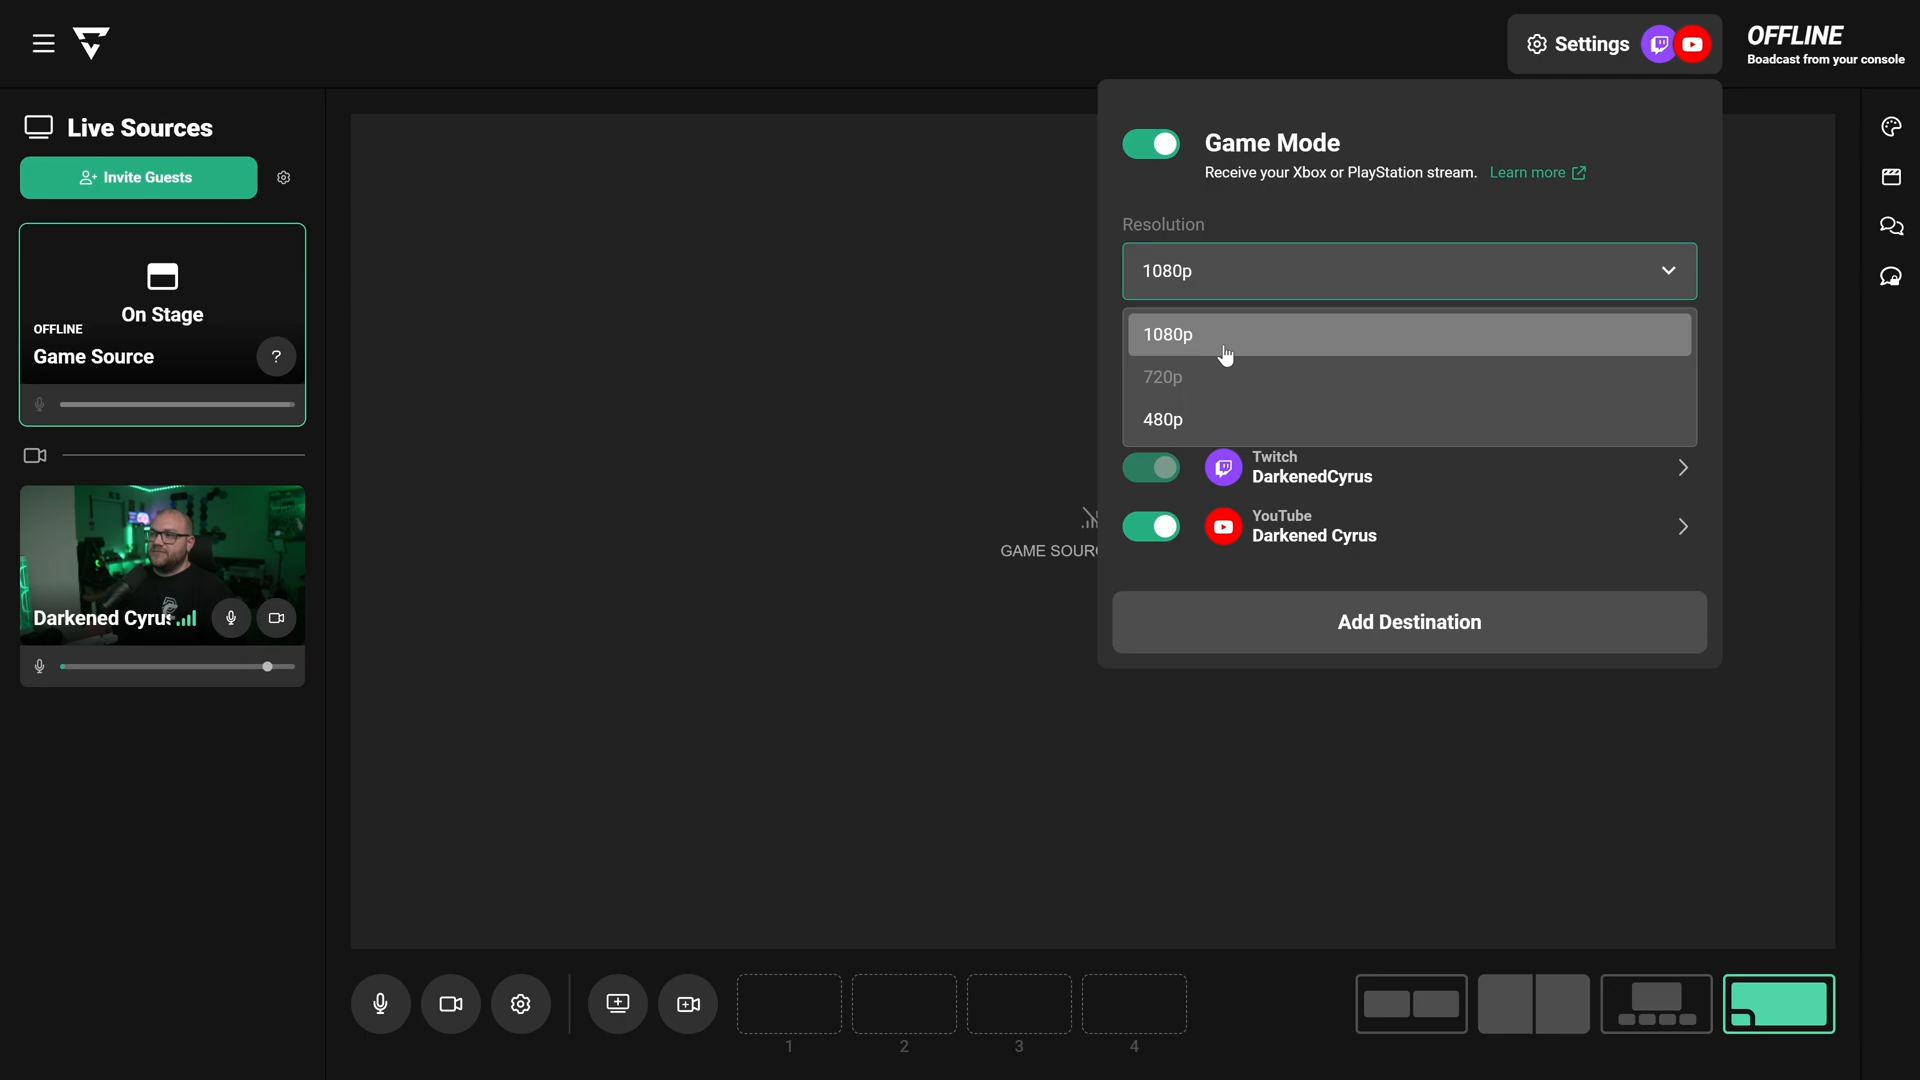 Settings
OFFLINE
Boadcast from your console
Live Sources
Invite Guests
On Stage
OFFLINE
Game Source
?
Darkened Cyrus
GAME SOUR
Game Mode
Receive your Xbox or PlayStation stream. Learn more
Resolution
1080p
1080p
720p
480p
Twitch
DarkenedCyrus
YouTube
Darkened Cyrus
Add Destination
1 2 3 4